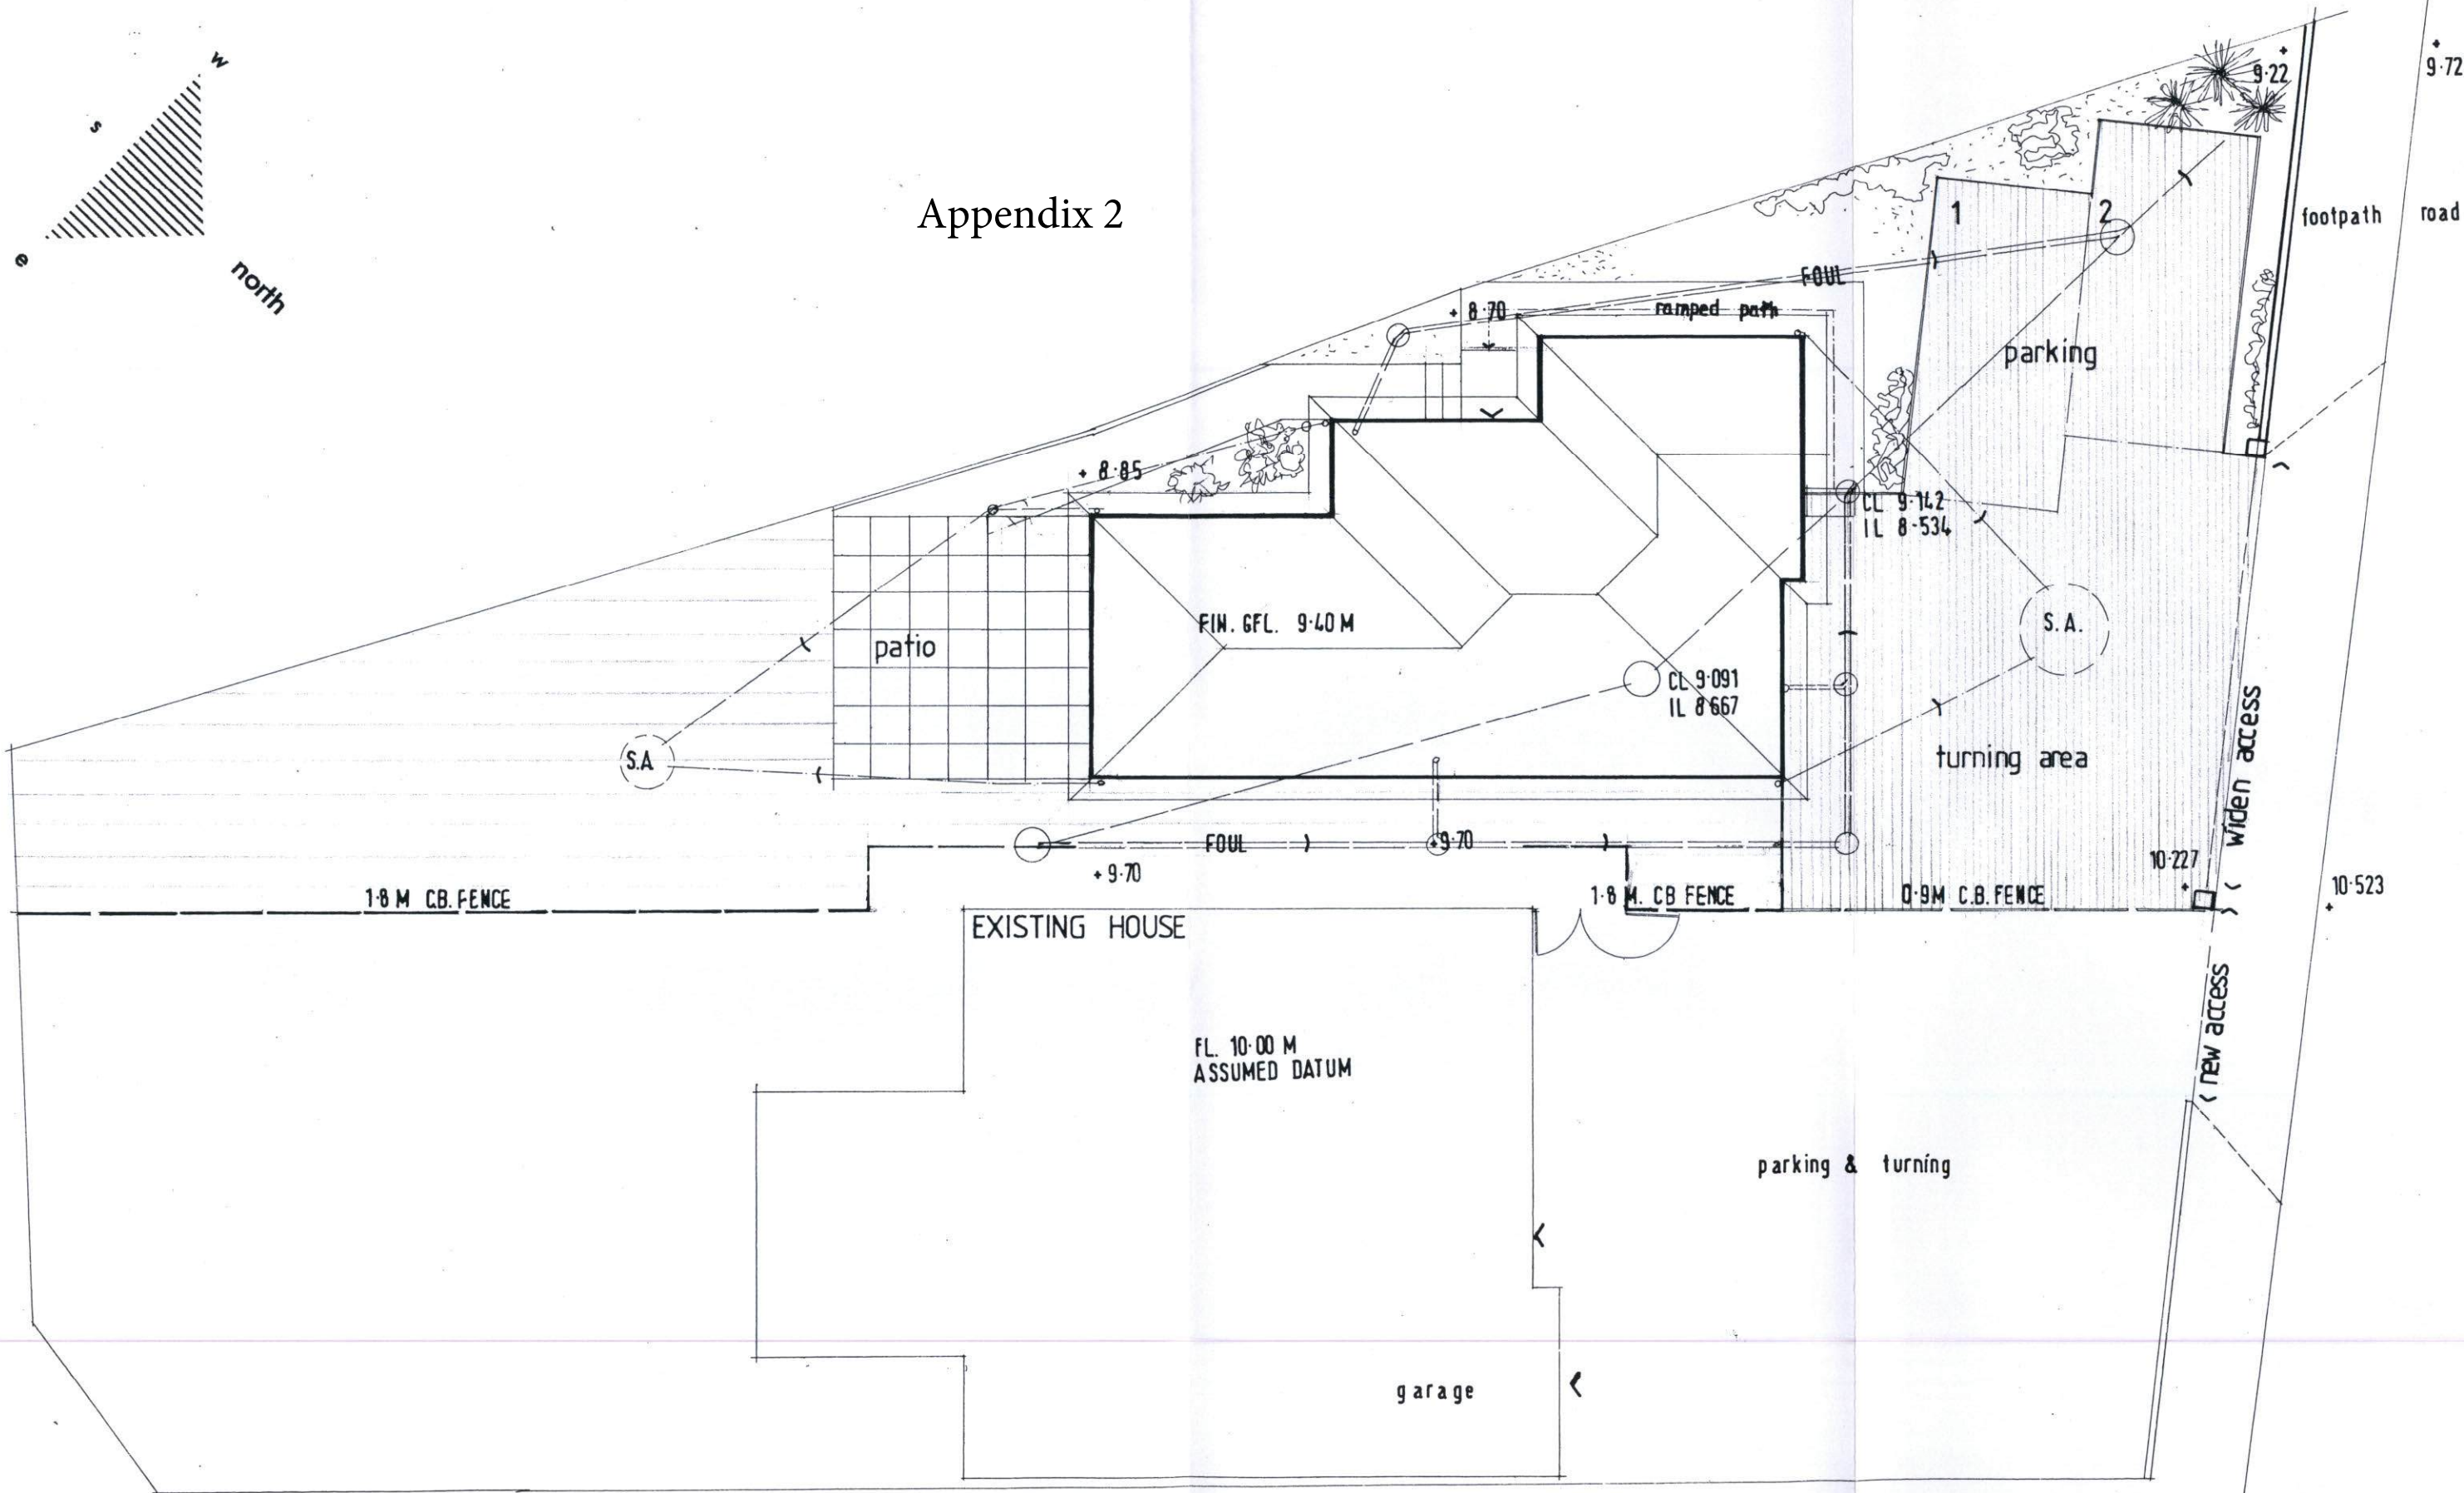 w
s
e
north
Appendix 2
9·22
9·72
footpath road
1
2
FOUL
+ 8·70
ramped path
parking
+ 8·85
CL 9·142
IL 8·534
FIN. GFL. 9·40 M
patio
S.A.
CL 9·091
IL 8·667
S.A
turning area
widen access
FOUL
+9·70
+ 9·70
10·227
10·523
1·8 M C.B. FENCE
1·8 M. CB FENCE
0·9M C.B. FENCE
EXISTING HOUSE
new access
FL. 10·00 M
ASSUMED DATUM
parking & turning
garage